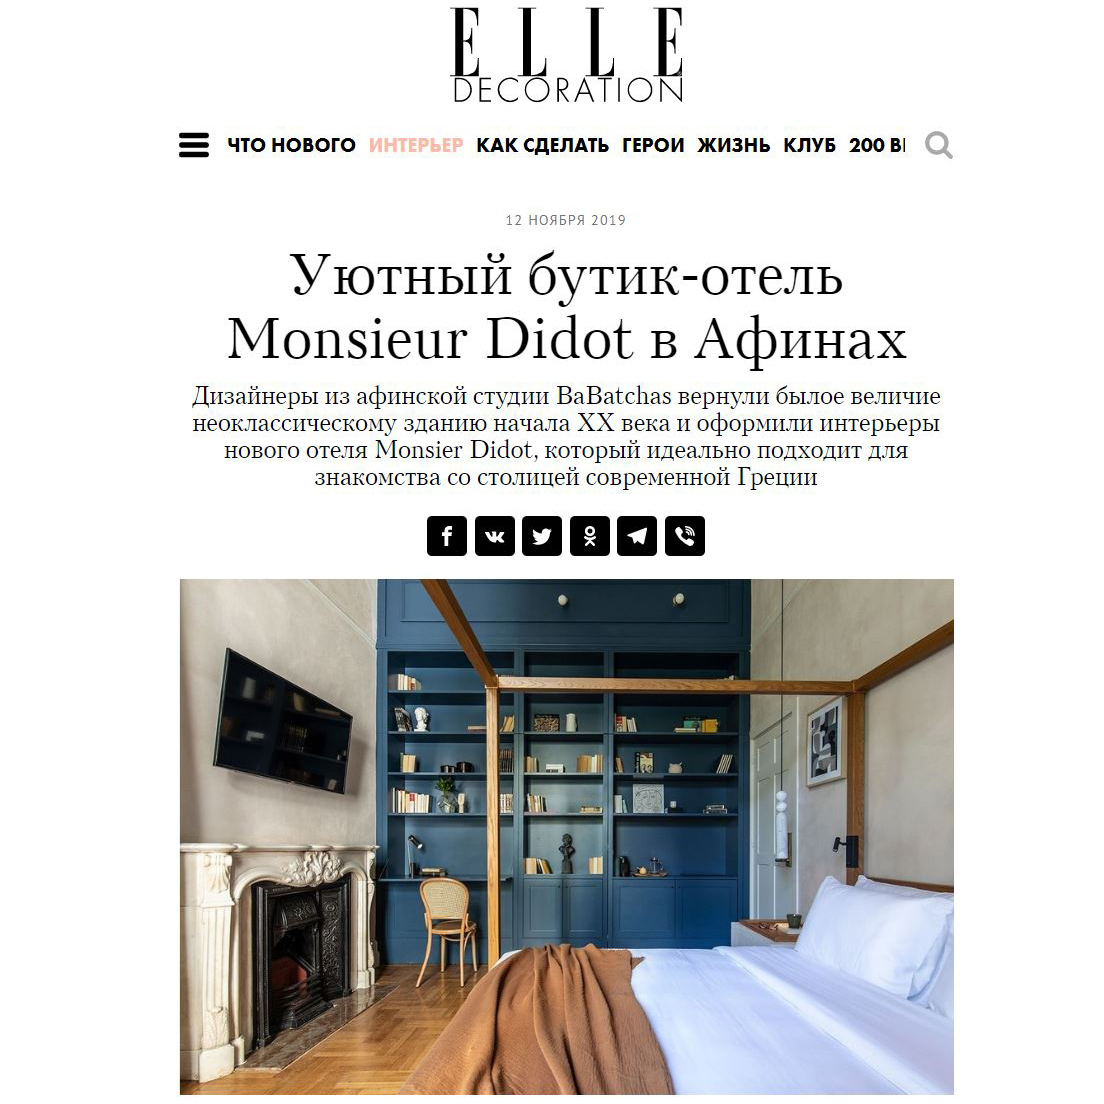 ELLE
DECORATION
ЧТО НОВОГО ИНТЕРЬЕР КАК СДЕЛАТЬ ГЕРОИ ЖИЗНЬ КЛУБ 200
12 НОЯБРЯ 2019
Уютный бутик-отель
Monsieur Didot в Афинах
Дизайнеры из афинской студии BaBatchas вернули былое величие
неоклассическому зданию начала XX века и оформили интерьеры
нового отеля Monsier Didot, который идеально подходит для
знакомства со столицей современной Греции